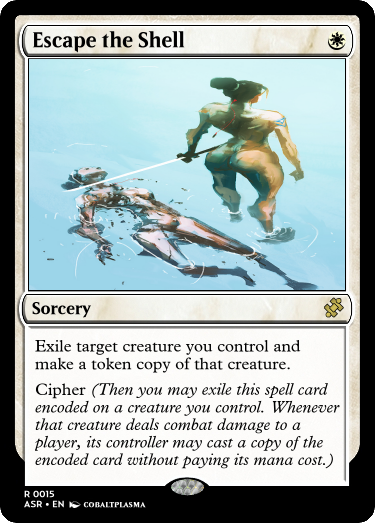 Escape the Shell
Sorcery
Exile target creature you control and
make a token copy of that creature.
Cipher (Then you may exile this spell card
encoded on a creature you control. Whenever
that creature deals combat damage to a
player, its controller may cast a copy of the
encoded card without paying its mana cost.)
R 0015
ASR • EN COBALTPLASMA